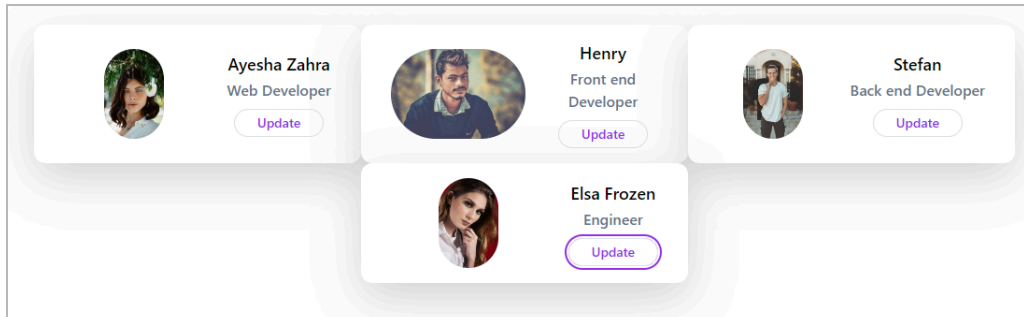 Ayesha Zahra
Web Developer
Update
Henry
Front end
Developer
Update
Stefan
Back end Developer
Update
Elsa Frozen
Engineer
Update